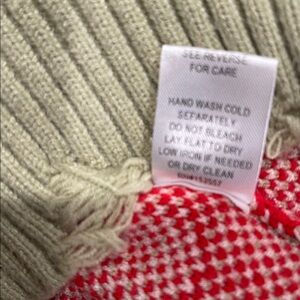 SEE REVERSE
FOR CARE
HAND WASH COLD
SEPARATELY
DO NOT BLEACH
LAY FLAT TO DRY
LOW IRON IF NEEDED
OR DRY CLEAN